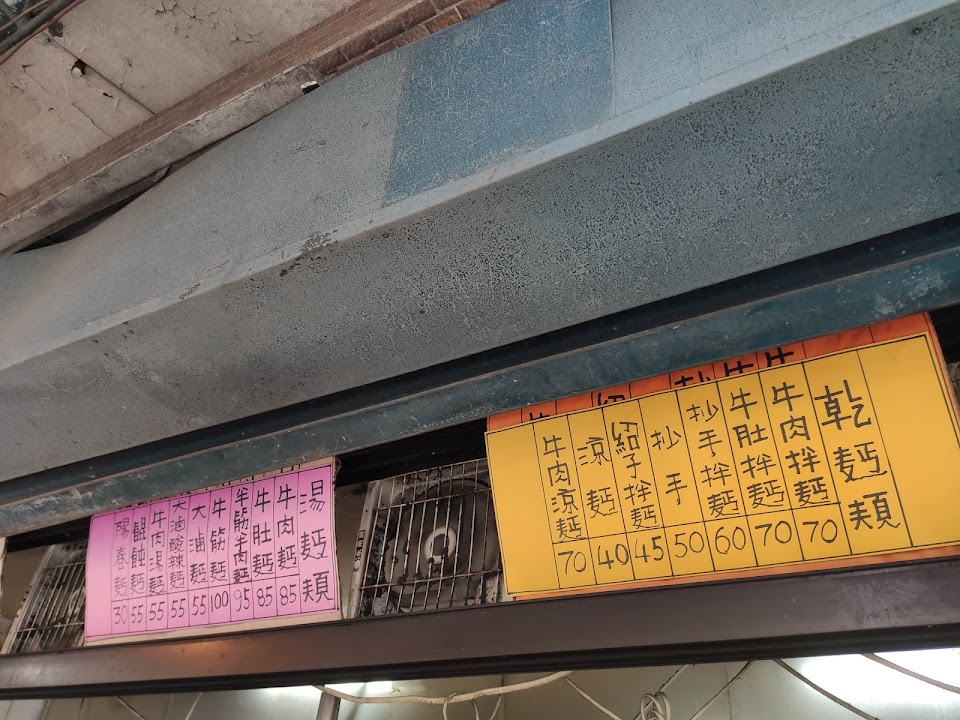 乾麵類
牛肉拌麵 70
牛肚拌麵 70
抄手拌麵 60
抄手 50
紹子拌麵 45
涼麵 40
牛肉涼麵 70
湯麵類
牛肉麵 85
牛肚麵 85
半筋半肉麵 95
牛筋麵 100
大滷麵 55
大滷酸辣麵 55
牛肉湯麵 55
餛飩麵 55
陽春麵 30